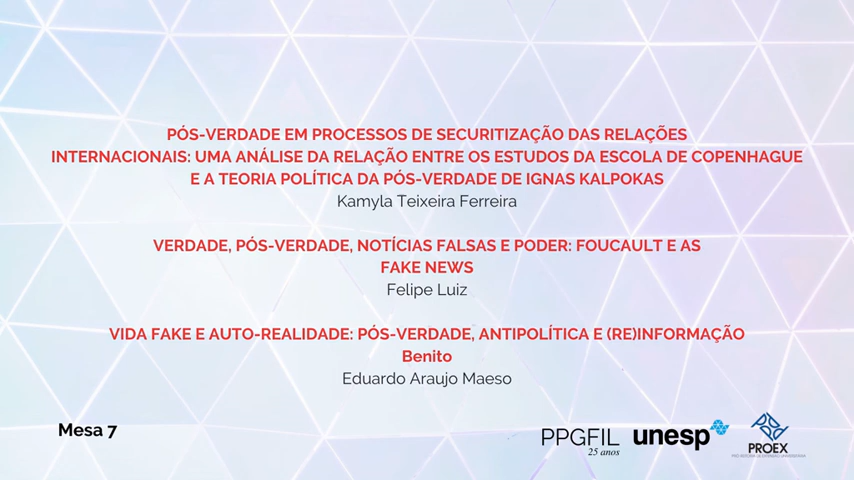 PÓS-VERDADE EM PROCESSOS DE SECURITIZAÇÃO DAS RELAÇÕES
INTERNACIONAIS: UMA ANÁLISE DA RELAÇÃO ENTRE OS ESTUDOS DA ESCOLA DE COPENHAGUE
E A TEORIA POLÍTICA DA PÓS-VERDADE DE IGNAS KALPOKAS
Kamyla Teixeira Ferreira
VERDADE, PÓS-VERDADE, NOTÍCIAS FALSAS E PODER: FOUCAULT E AS
FAKE NEWS
Felipe Luiz
VIDA FAKE E AUTO-REALIDADE: PÓS-VERDADE, ANTIPOLÍTICA E (RE)INFORMAÇÃO
Benito
Eduardo Araujo Maeso
Mesa 7
PPGFIL
25 anos
unesp
PROEX